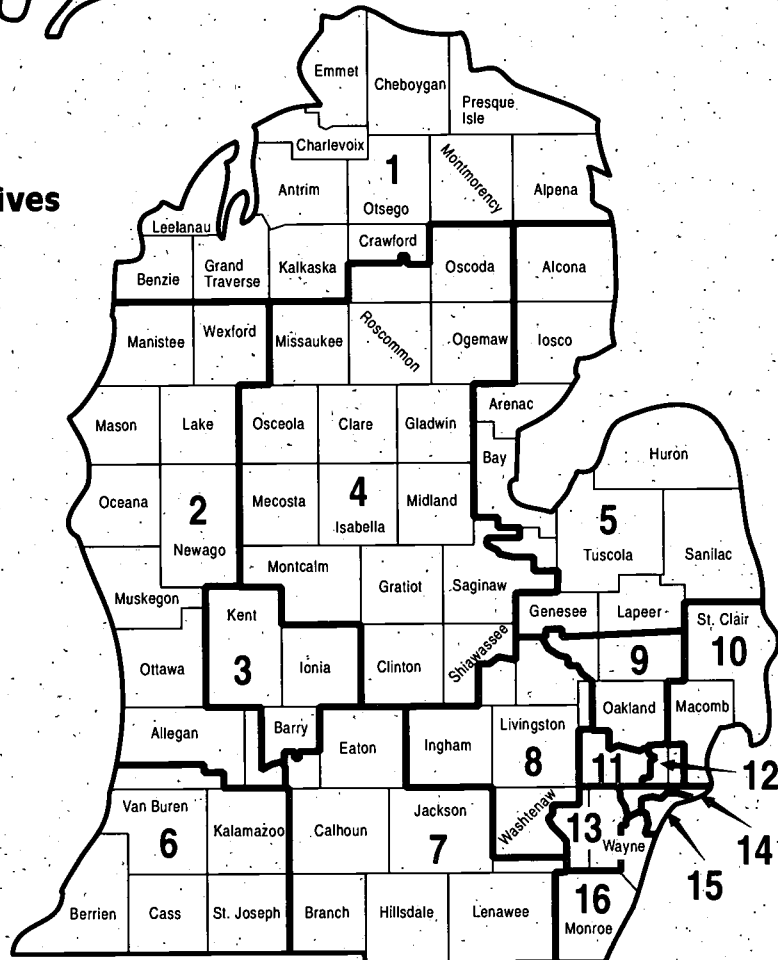 ives
Emmet
Cheboygan
Presque
Isle
Charlevoix
1
Montmorency
Antrim
Otsego
Alpena
Leelanau
Crawford
Benzie
Grand
Traverse
Kalkaska
Oscoda
Alcona
Manistee
Wexford
Missaukee
Roscommon
Ogemaw
Iosco
Arenac
Mason
Lake
Osceola
Clare
Gladwin
Bay
Huron
Oceana
2
Newago
Mecosta
4
Isabella
Midland
5
Tuscola
Sanilac
Montcalm
Gratiot
Saginaw
Muskegon
Kent
Genesee
Lapeer
St. Clair
10
Ottawa
3
Ionia
Clinton
Shiawassee
9
Oakland
Macomb
Allegan
Barry
Eaton
Ingham
Livingston
8
11
12
Van Buren
6
Kalamazoo
Calhoun
Jackson
7
Washtenaw
13
Wayne
14
15
Berrien
Cass
St. Joseph
Branch
Hillsdale
Lenawee
16
Monroe